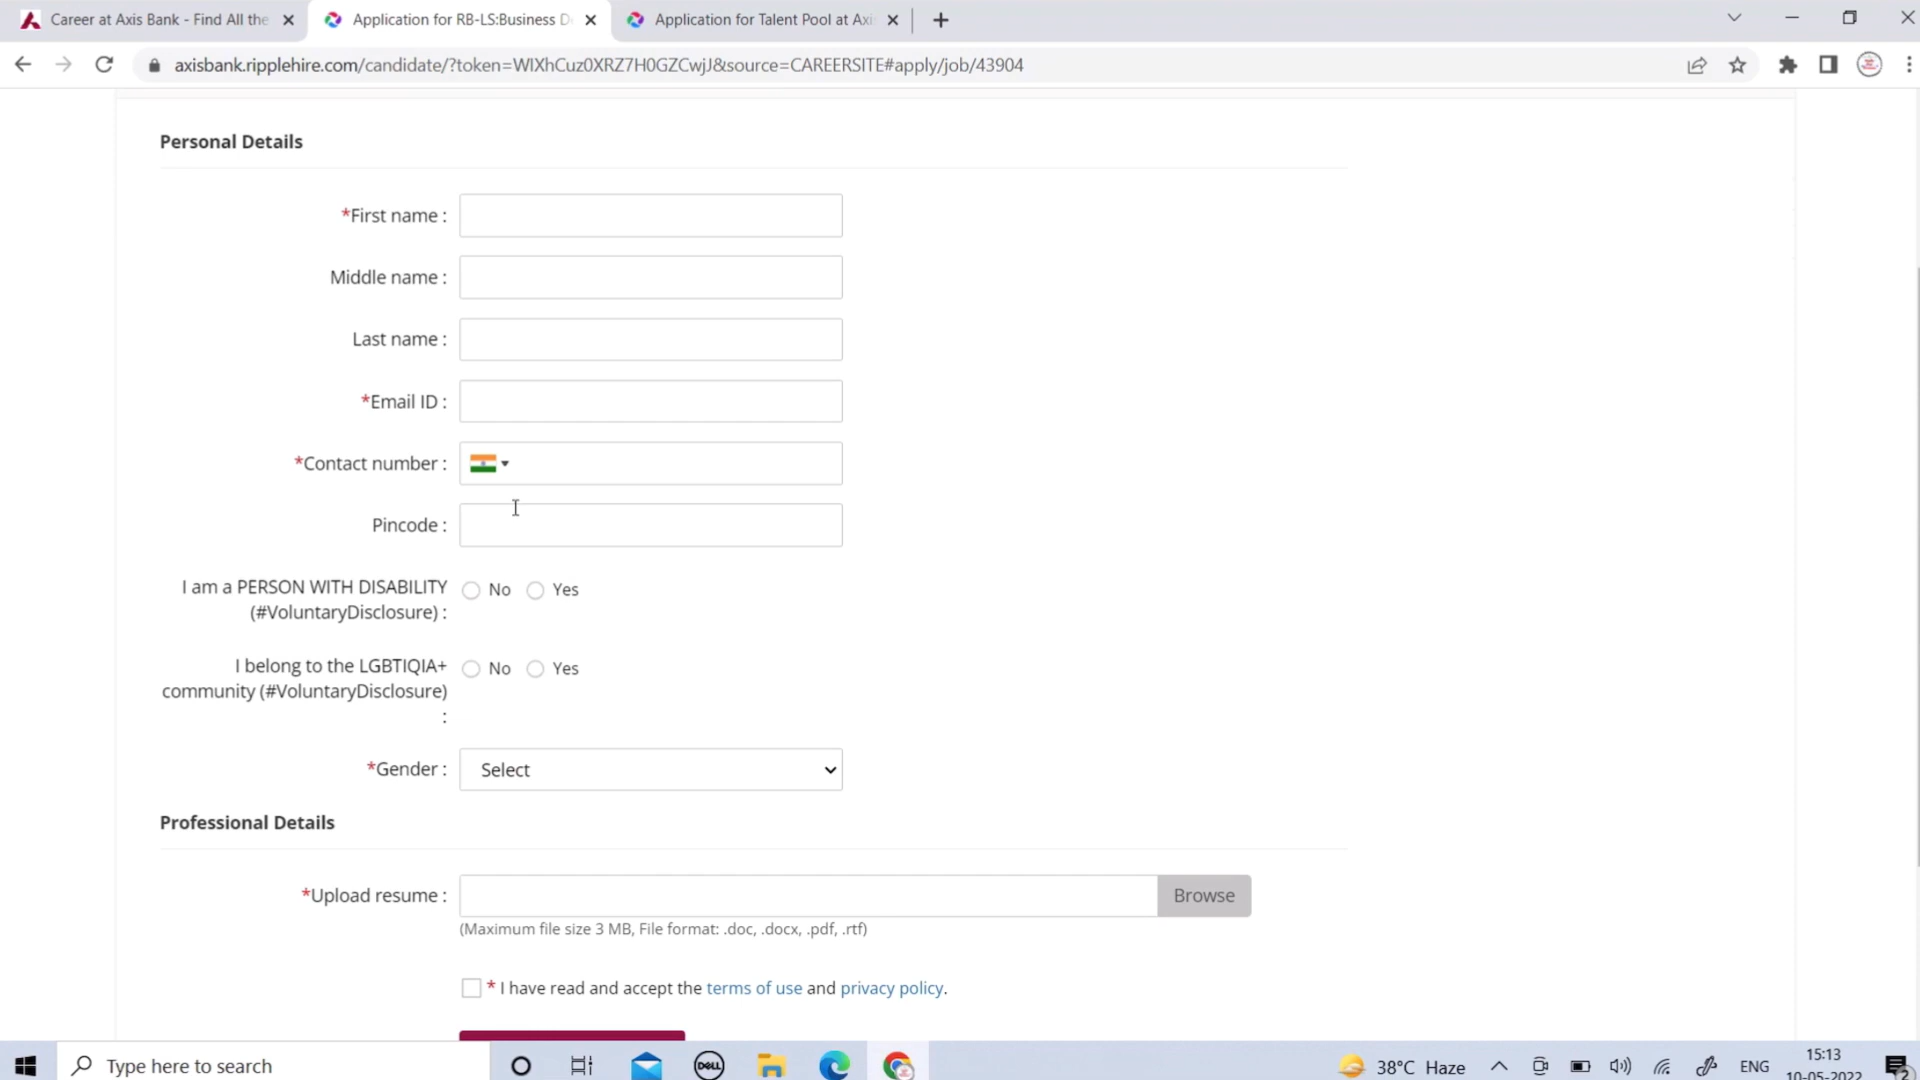 Career at Axis Bank - Find All the
Application for RB-LS:Business D
Application for Talent Pool at Axi
axisbank.ripplehire.com/candidate/?token=WIXhCuz0XRZ7H0GZCwjJ&source=CAREERSITE#apply/job/43904
Personal Details
*First name :
Middle name :
Last name :
*Email ID :
*Contact number :
Pincode :
I am a PERSON WITH DISABILITY No Yes
(#VoluntaryDisclosure) :
I belong to the LGBTIQIA+ No Yes
community (#VoluntaryDisclosure)
:
*Gender : Select
Professional Details
*Upload resume : Browse
(Maximum file size 3 MB, File format: .doc, .docx, .pdf, .rtf)
* I have read and accept the terms of use and privacy policy.
Type here to search
DELL
38°C Haze
ENG
15:13
10-05-2022
2